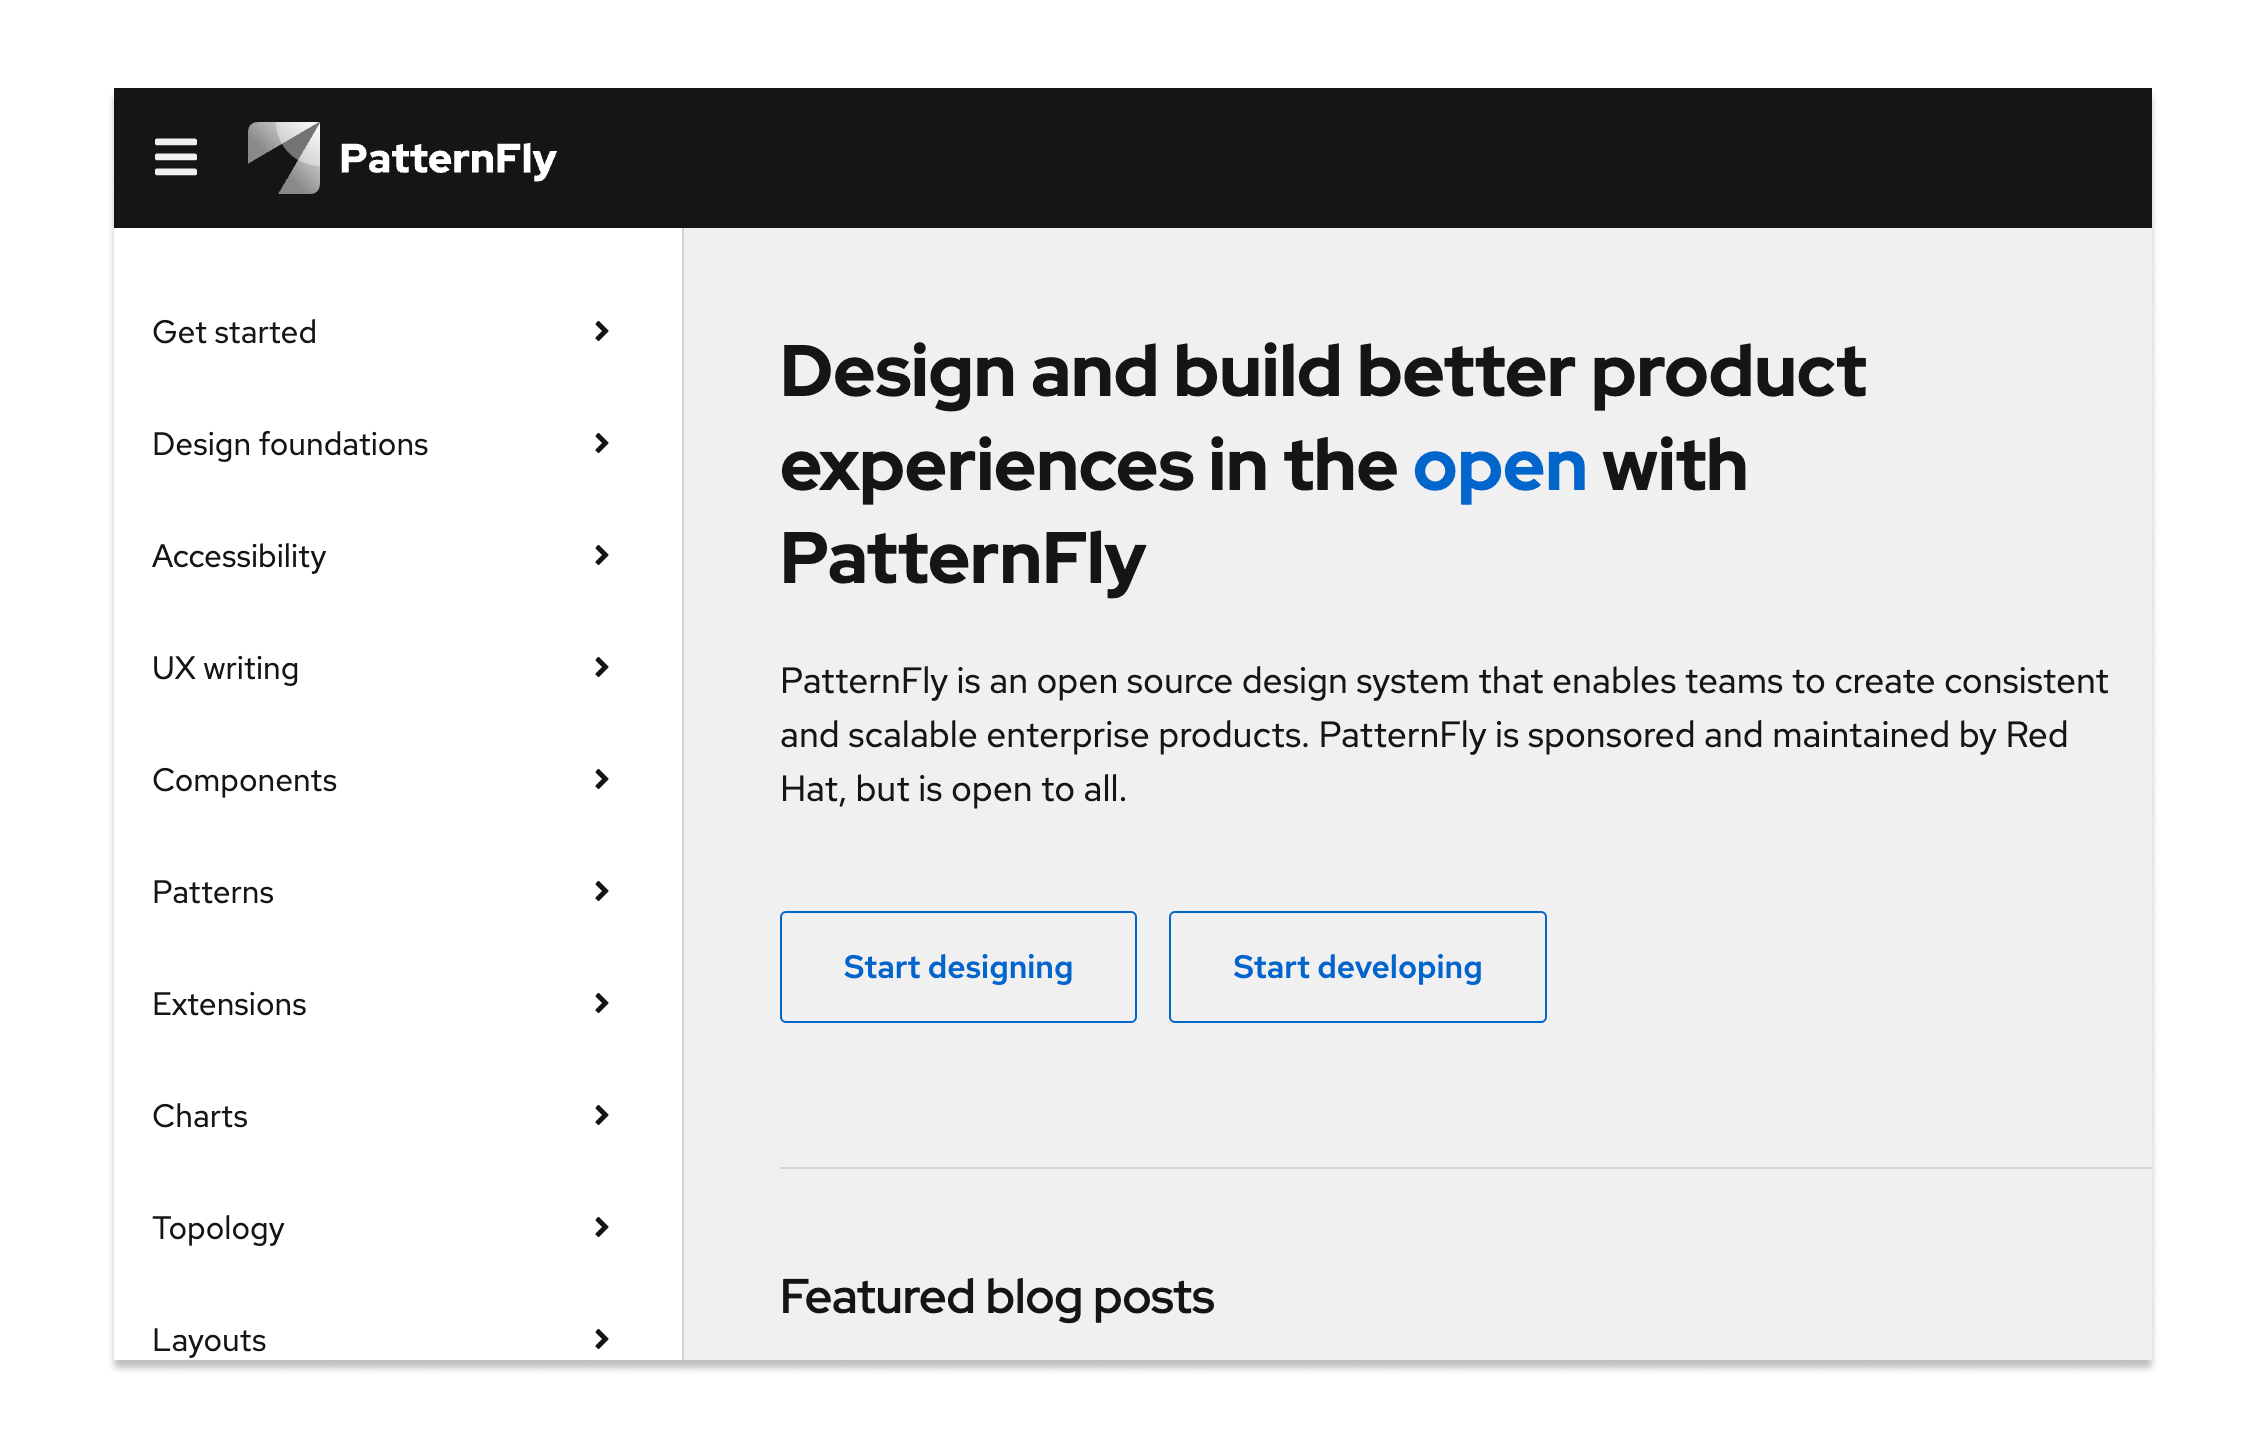 PatternFly
Get started
Design foundations
Accessibility
UX writing
Components
Patterns
Extensions
Charts
Topology
Layouts
Design and build better product
experiences in the open with
PatternFly
PatternFly is an open source design system that enables teams to create consistent
and scalable enterprise products. PatternFly is sponsored and maintained by Red
Hat, but is open to all.
Start designing
Start developing
Featured blog posts